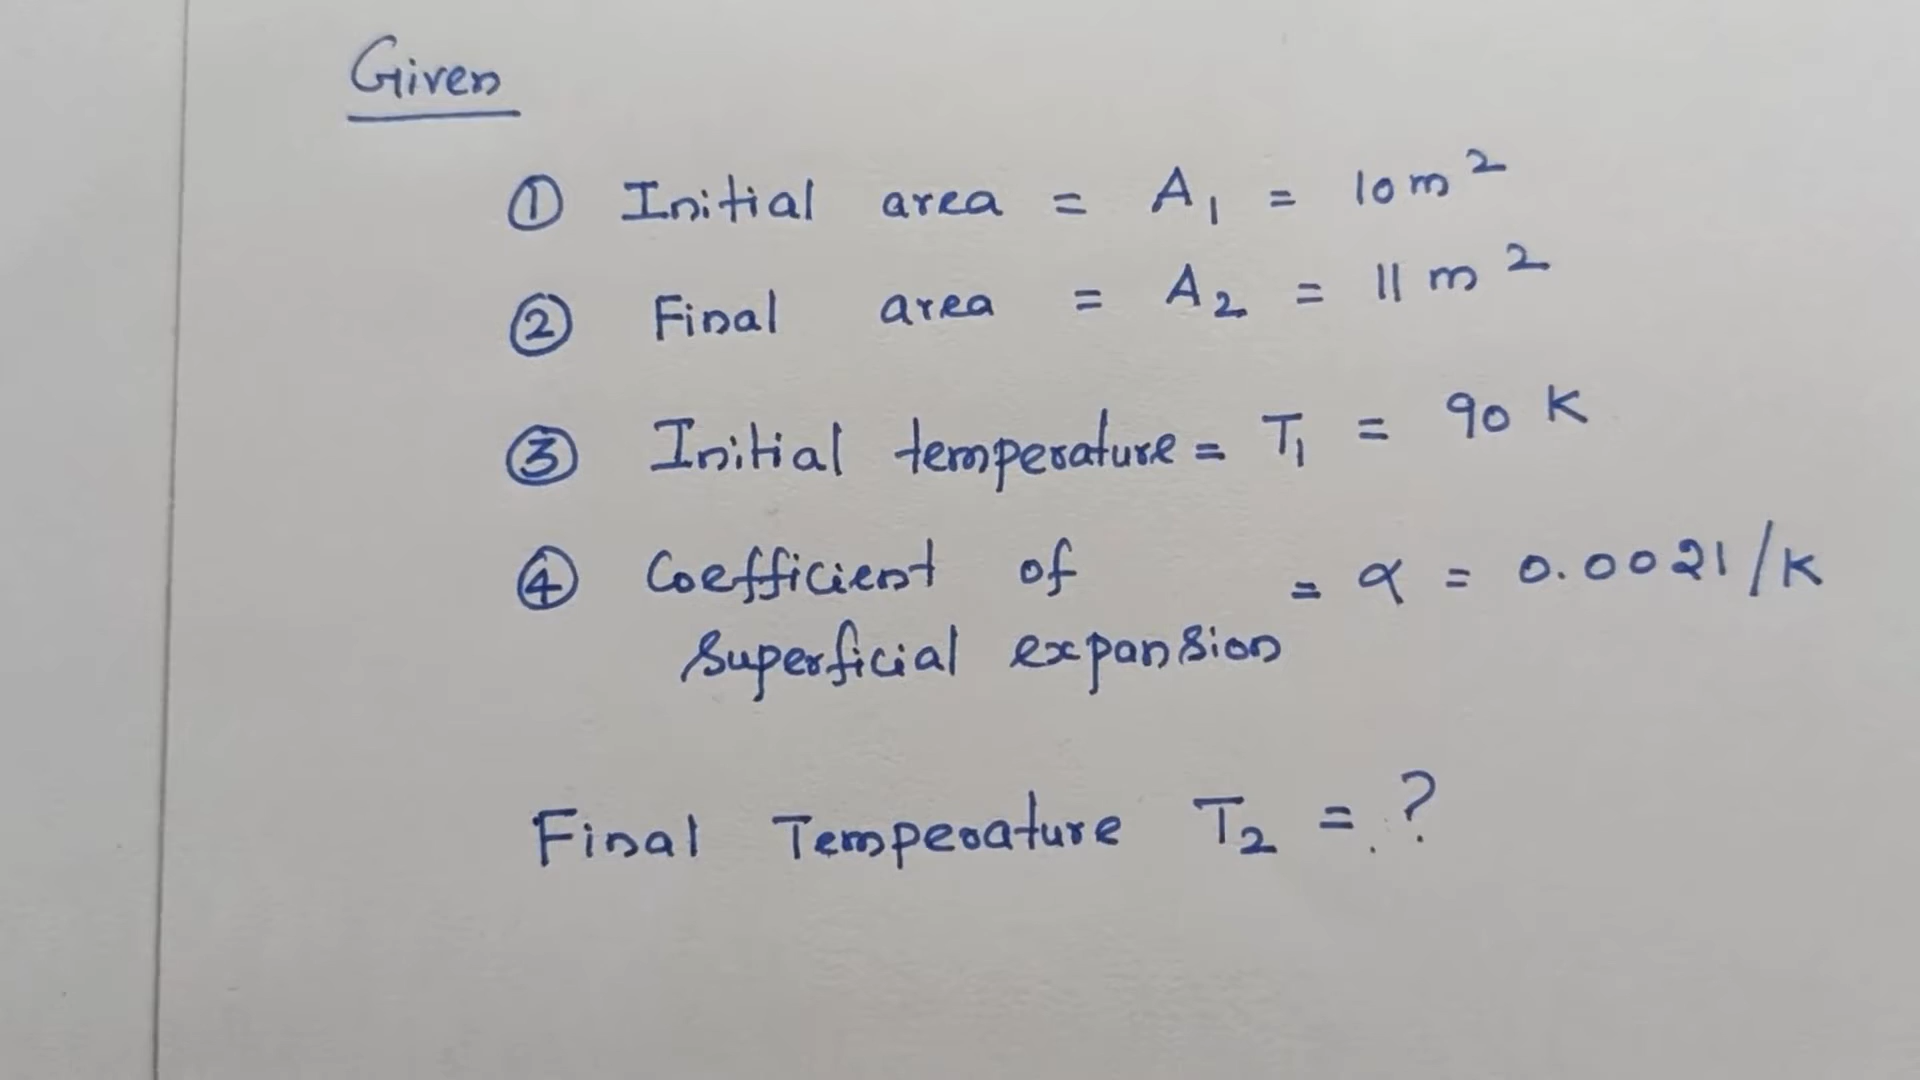 Given
① Initial area = A₁ = 10 m²
② Final area = A₂ = 11 m²
③ Initial temperature = T₁ = 90 K
④ Coefficient of = α = 0.0021/K
superficial expansion
Final Temperature T₂ = ?